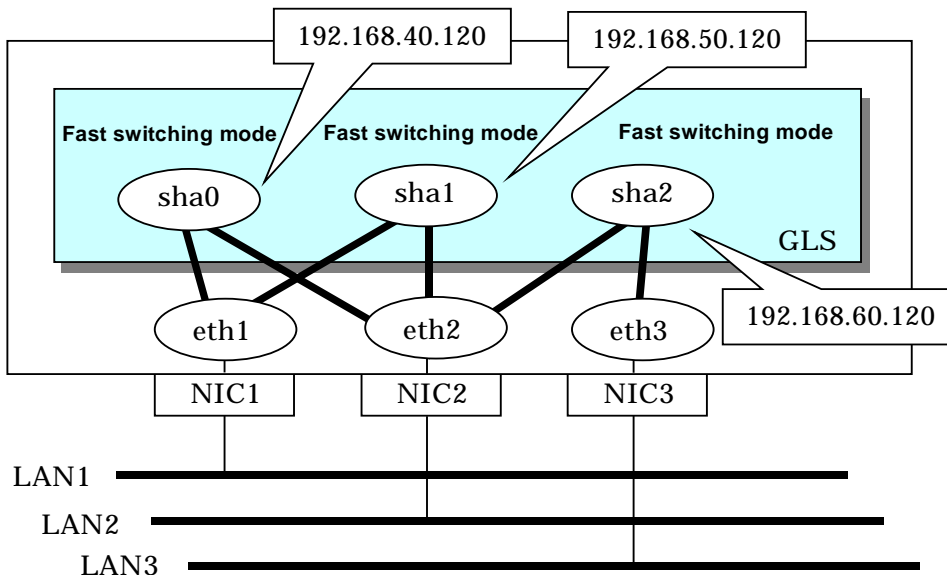 192.168.40.120
192.168.50.120
Fast switching mode
Fast switching mode
Fast switching mode
sha0
sha1
sha2
GLS
192.168.60.120
eth1
eth2
eth3
NIC1
NIC2
NIC3
LAN1
LAN2
LAN3